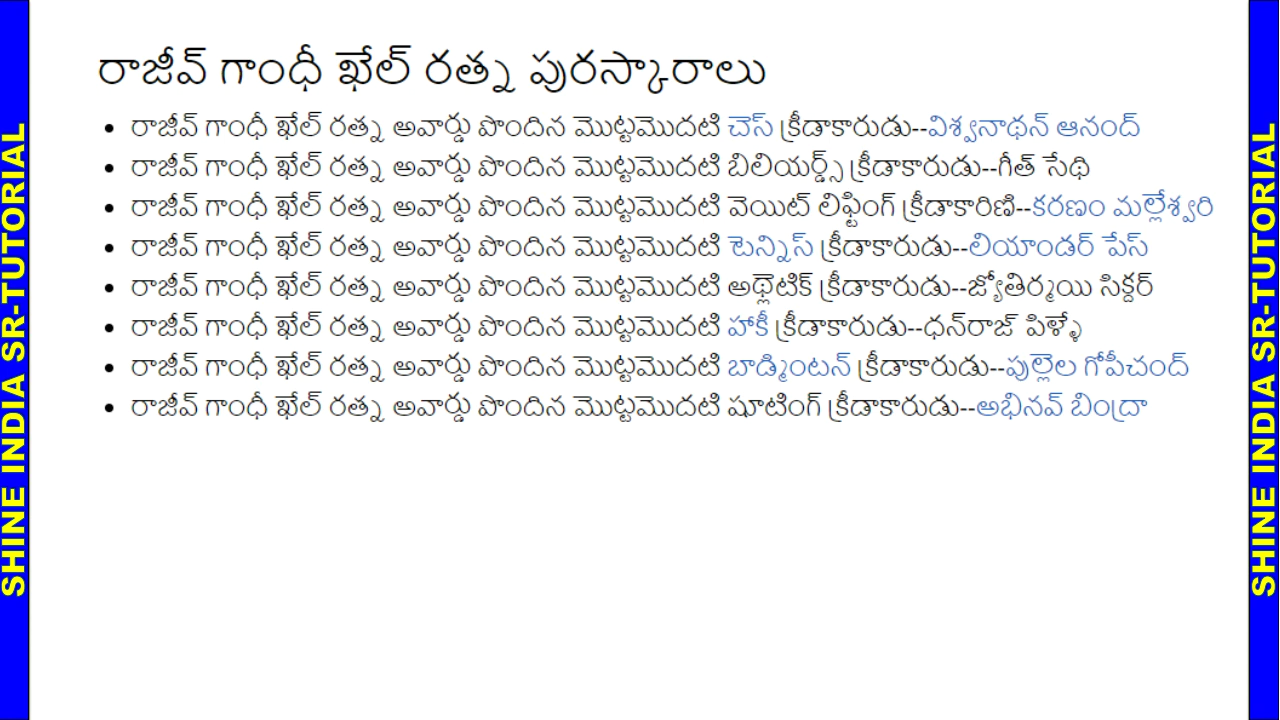 SHINE INDIA SR-TUTORIAL
రాజీవ్ గాంధీ ఖేల్ రత్న పురస్కారాలు
• రాజీవ్ గాంధీ ఖేల్ రత్న అవార్డు పొందిన మొట్టమొదటి చెస్ క్రీడాకారుడు--విశ్వనాథన్ ఆనంద్
• రాజీవ్ గాంధీ ఖేల్ రత్న అవార్డు పొందిన మొట్టమొదటి బిలియర్డ్స్ క్రీడాకారుడు--గీత్ సేథి
• రాజీవ్ గాంధీ ఖేల్ రత్న అవార్డు పొందిన మొట్టమొదటి వెయిట్ లిఫ్టింగ్ క్రీడాకారిణి--కరణం మల్లేశ్వరి
• రాజీవ్ గాంధీ ఖేల్ రత్న అవార్డు పొందిన మొట్టమొదటి టెన్నిస్ క్రీడాకారుడు--లియాండర్ పేస్
• రాజీవ్ గాంధీ ఖేల్ రత్న అవార్డు పొందిన మొట్టమొదటి అథ్లెటిక్ క్రీడాకారుడు--జ్యోతిర్మయి సిక్దర్
• రాజీవ్ గాంధీ ఖేల్ రత్న అవార్డు పొందిన మొట్టమొదటి హాకీ క్రీడాకారుడు--ధన్‌రాజ్ పిళ్ళే
• రాజీవ్ గాంధీ ఖేల్ రత్న అవార్డు పొందిన మొట్టమొదటి బాడ్మింటన్ క్రీడాకారుడు--పుల్లెల గోపీచంద్
• రాజీవ్ గాంధీ ఖేల్ రత్న అవార్డు పొందిన మొట్టమొదటి షూటింగ్ క్రీడాకారుడు--అభినవ్ బింద్రా
SHINE INDIA SR-TUTORIAL